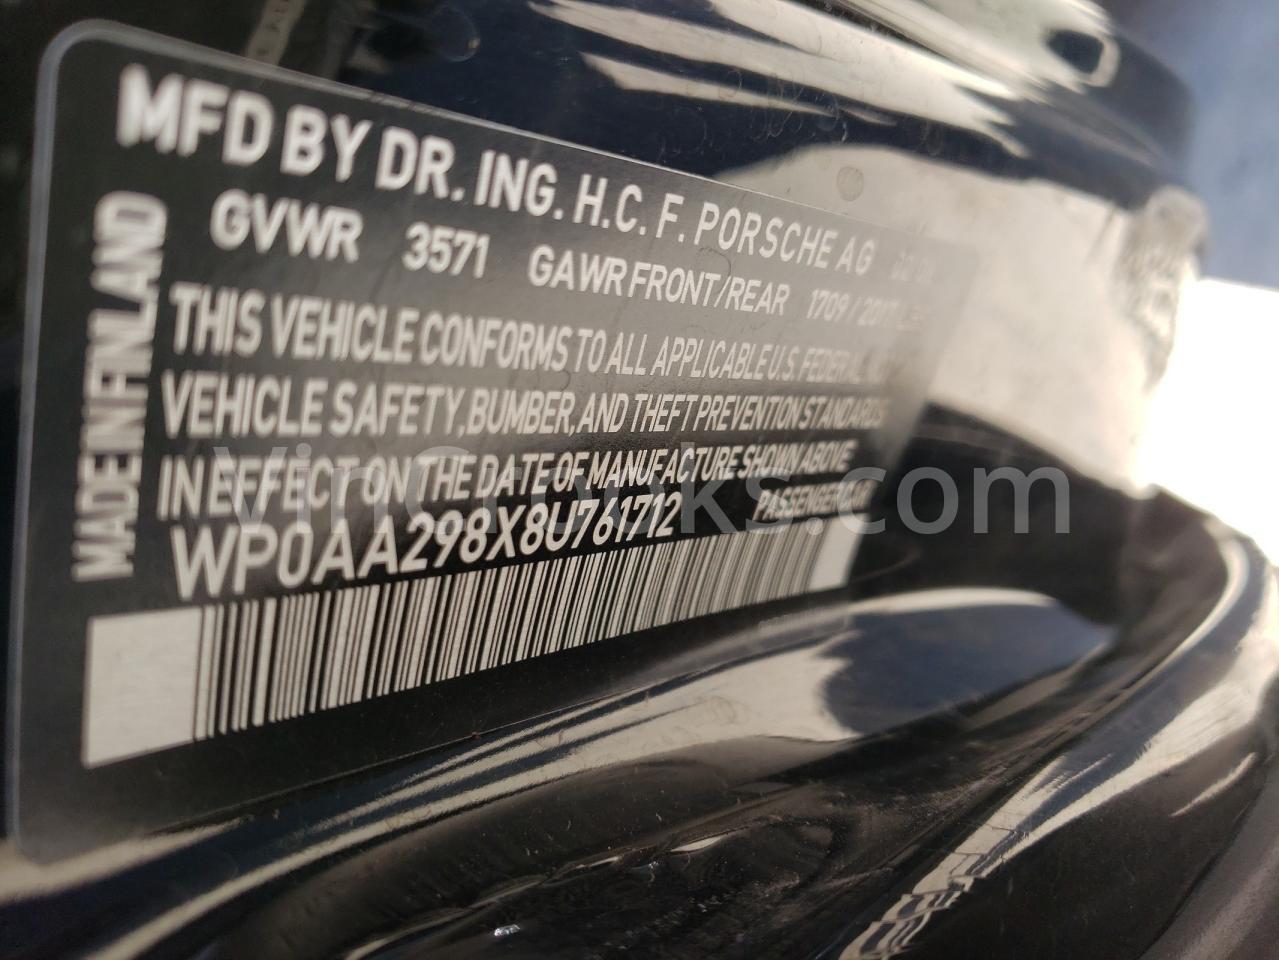 MFD BY DR. ING. H.C. F. PORSCHE AG
GVWR 3571 GAWR FRONT/REAR 1709 / 2017
THIS VEHICLE CONFORMS TO ALL APPLICABLE U.S. FEDERAL
VEHICLE SAFETY, BUMBER, AND THEFT PREVENTION STANDARDS
IN EFFECT ON THE DATE OF MANUFACTURE SHOWN ABOVE
WP0AA298X8U761712 PASSENGER CAR
MADE IN FINLAND
VinCrooks.com